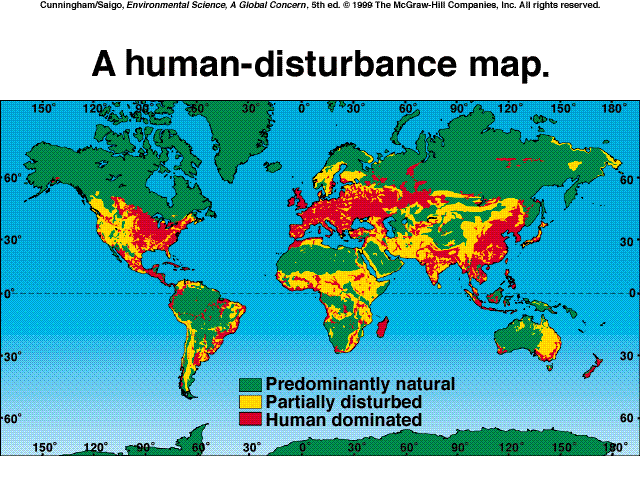 Cunningham/Saigo, Environmental Science, A Global Concern, 5th ed. © 1999 The McGraw-Hill Companies, Inc. All rights reserved.
A human-disturbance map.
150° 120° 90° 60° 30° 0° 30° 60° 90° 120° 150° 180°
60° 60
30° 30
0° 0°
30° 30
Predominantly natural
Partially disturbed
Human dominated
60° 60
150° 120° 90° 60° 30° 0° 30° 60° 90° 120° 150° 180°